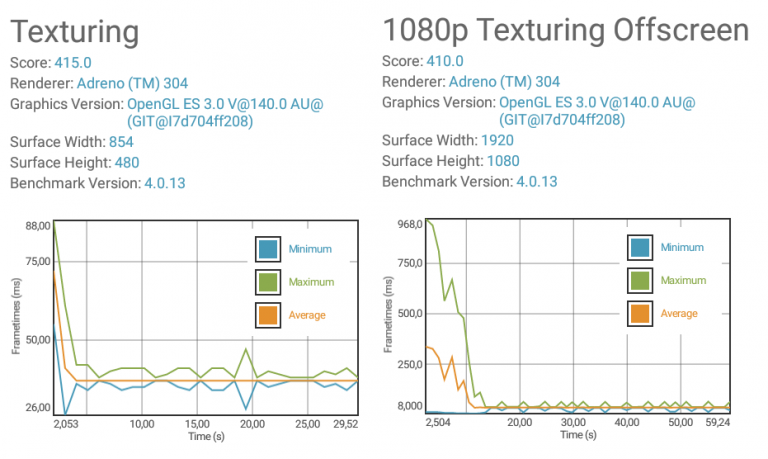 Texturing
Score: 415.0
Renderer: Adreno (TM) 304
Graphics Version: OpenGL ES 3.0 V@140.0 AU@
(GIT@I7d704ff208)
Surface Width: 854
Surface Height: 480
Benchmark Version: 4.0.13
88,00
75,00
50,00
26,00
Frametimes (ms)
Minimum
Maximum
Average
2,053
10,00
15,00
20,00
25,00
29,52
Time (s)
1080p Texturing Offscreen
Score: 410.0
Renderer: Adreno (TM) 304
Graphics Version: OpenGL ES 3.0 V@140.0 AU@
(GIT@I7d704ff208)
Surface Width: 1920
Surface Height: 1080
Benchmark Version: 4.0.13
968,0
750,0
500,0
250,0
8,000
Frametimes (ms)
Minimum
Maximum
Average
2,504
20,00
30,00
40,00
50,00
59,24
Time (s)